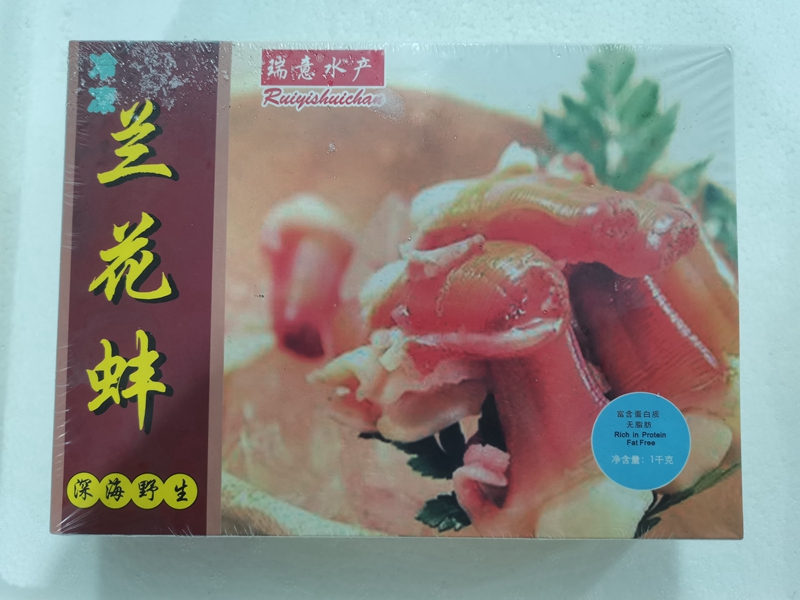 冷冻
兰花蚌
深海野生
瑞意®水产
Ruiyishuichan
富含蛋白质
无脂肪
Rich in Protein
Fat Free
净含量：1千克